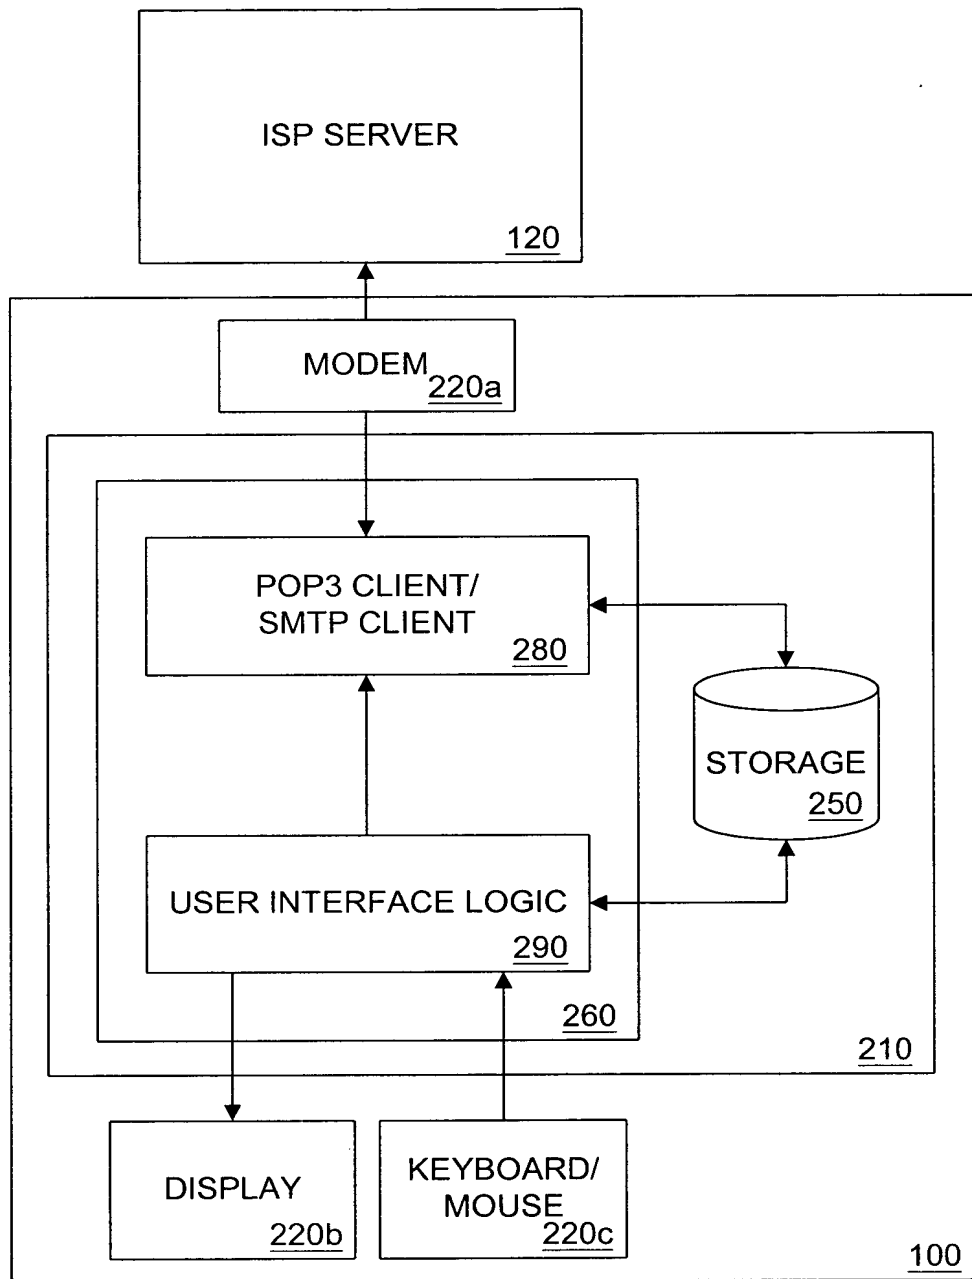 ISP SERVER
120
MODEM
220a
POP3 CLIENT/
SMTP CLIENT
280
STORAGE
250
USER INTERFACE LOGIC
290
260
210
DISPLAY
220b
KEYBOARD/
MOUSE
220c
100